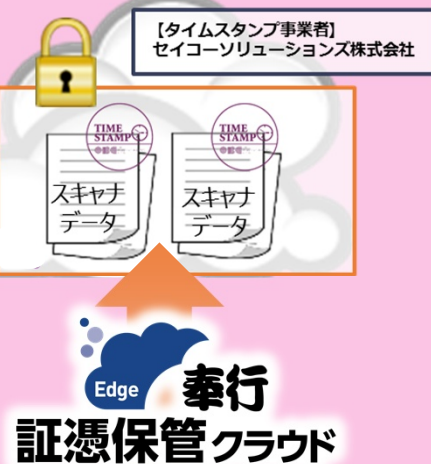 【タイムスタンプ事業者】
セイコーソリューションズ株式会社
TIME
STAMP
TIME
STAMP
スキャナ
データ
スキャナ
データ
Edge
奉行
証憑保管クラウド